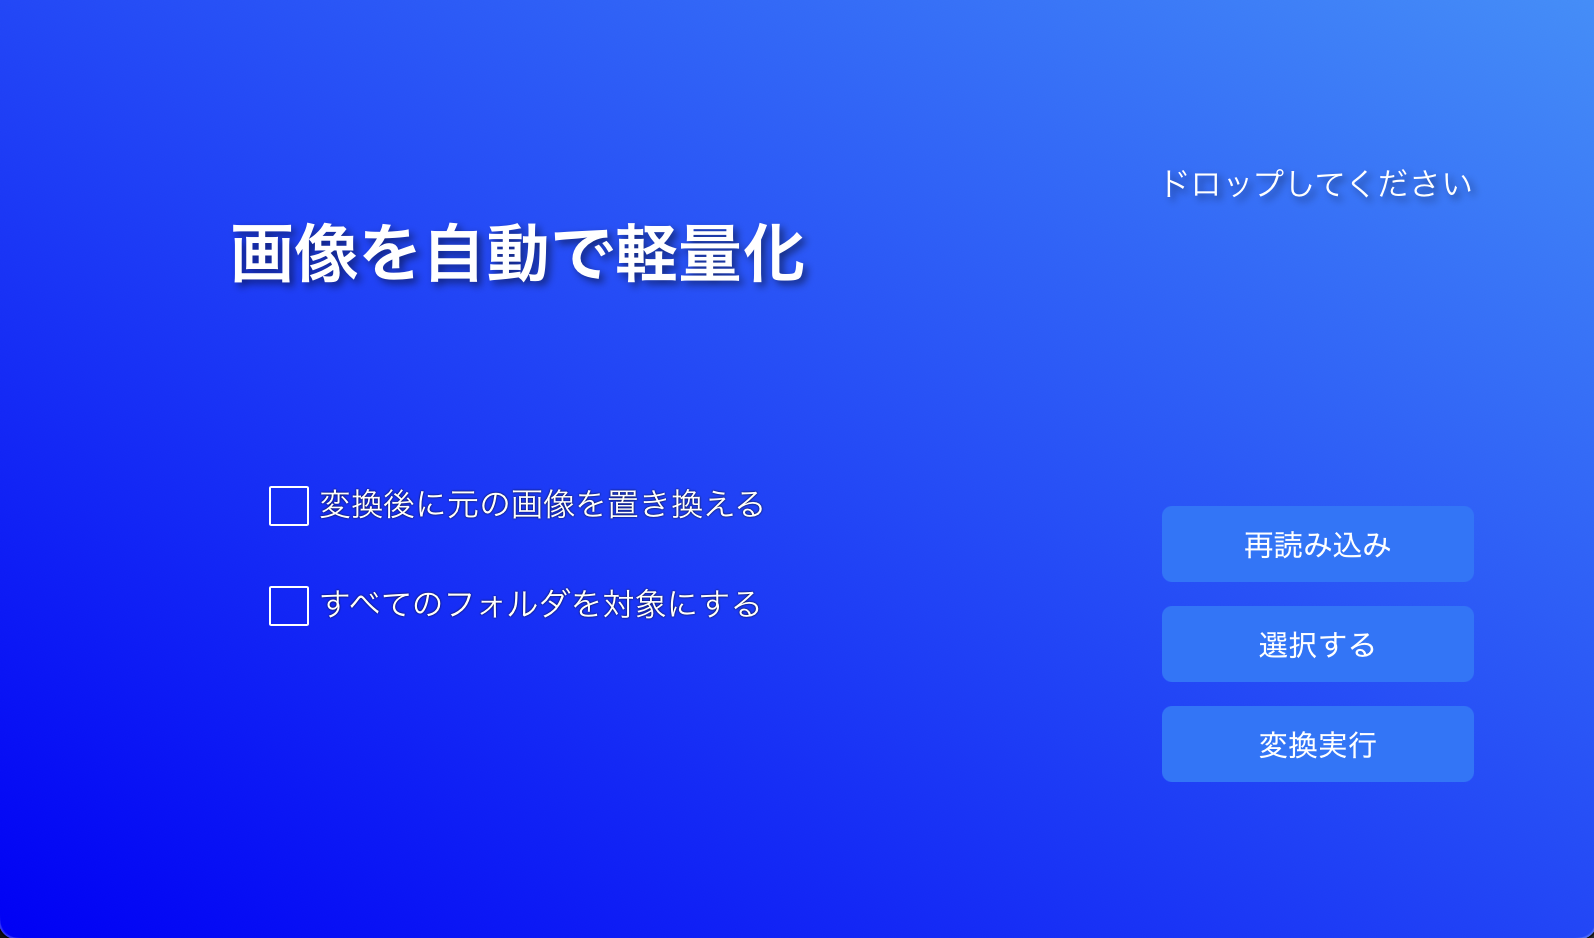 ドロップしてください
画像を自動で軽量化
変換後に元の画像を置き換える
すべてのフォルダを対象にする
再読み込み
選択する
変換実行